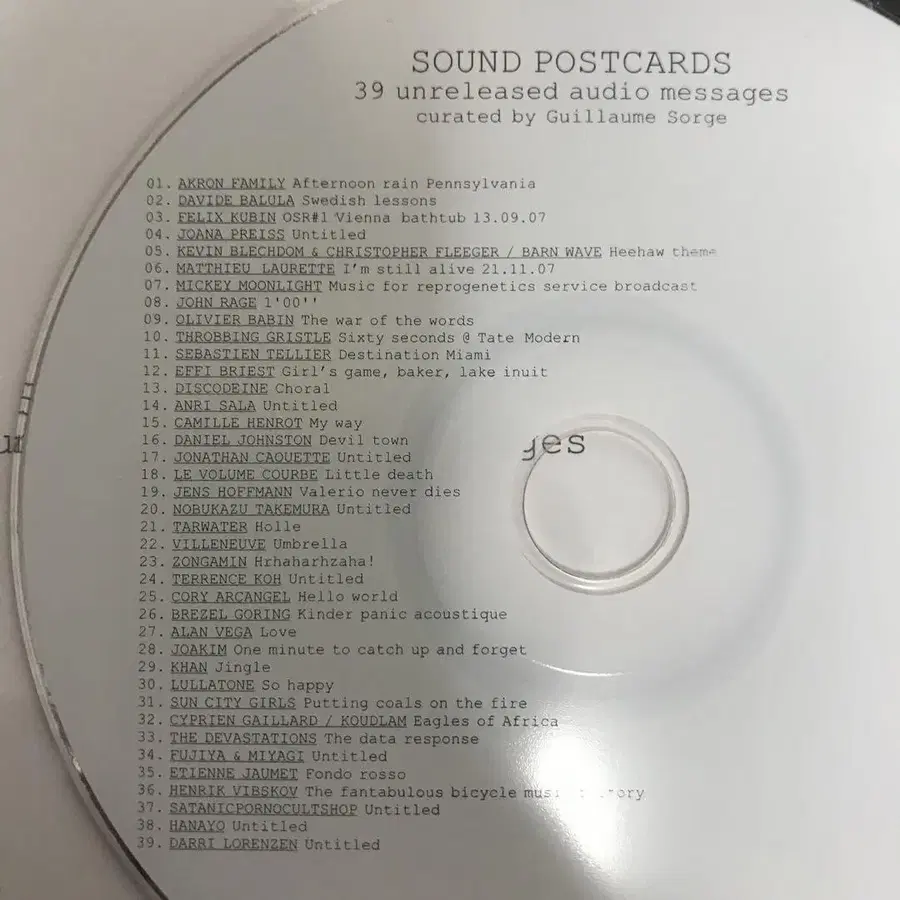 SOUND POSTCARDS
39 unreleased audio messages
curated by Guillaume Sorge
01. AKRON FAMILY Afternoon rain Pennsylvania
02. DAVIDE BALULA Swedish lessons
03. FELIX KUBIN OSR#1 Vienna bathtub 13.09.07
04. JOANA PREISS Untitled
05. KEVIN BLECHDOM & CHRISTOPHER FLEEGER / BARN WAVE Heehaw theme
06. MATTHIEU LAURETTE I'm still alive 21.11.07
07. MICKEY MOONLIGHT Music for reprogenetics service broadcast
08. JOHN RAGE 1'00''
09. OLIVIER BABIN The war of the words
10. THROBBING GRISTLE Sixty seconds @ Tate Modern
11. SEBASTIEN TELLIER Destination Miami
12. EFFI BRIEST Girl's game, baker, lake inuit
13. DISCODEINE Choral
14. ANRI SALA Untitled
15. CAMILLE HENROT My way
16. DANIEL JOHNSTON Devil town
17. JONATHAN CAOUETTE Untitled
18. LE VOLUME COURBE Little death
19. JENS HOFFMANN Valerio never dies
20. NOBUKAZU TAKEMURA Untitled
21. TARWATER Holle
22. VILLENEUVE Umbrella
23. ZONGAMIN Hrhaharhzaha!
24. TERRENCE KOH Untitled
25. CORY ARCANGEL Hello world
26. BREZEL GORING Kinder panic acoustique
27. ALAN VEGA Love
28. JOAKIM One minute to catch up and forget
29. KHAN Jingle
30. LULLATONE So happy
31. SUN CITY GIRLS Putting coals on the fire
32. CYPRIEN GAILLARD / KOUDLAM Eagles of Africa
33. THE DEVASTATIONS The data response
34. FUJIYA & MIYAGI Untitled
35. ETIENNE JAUMET Fondo rosso
36. HENRIK VIBSKOV The fantabulous bicycle
37. SATANICPORNOCULTSHOP Untitled
38. HANAYO Untitled
39. DARRI LORENZEN Untitled